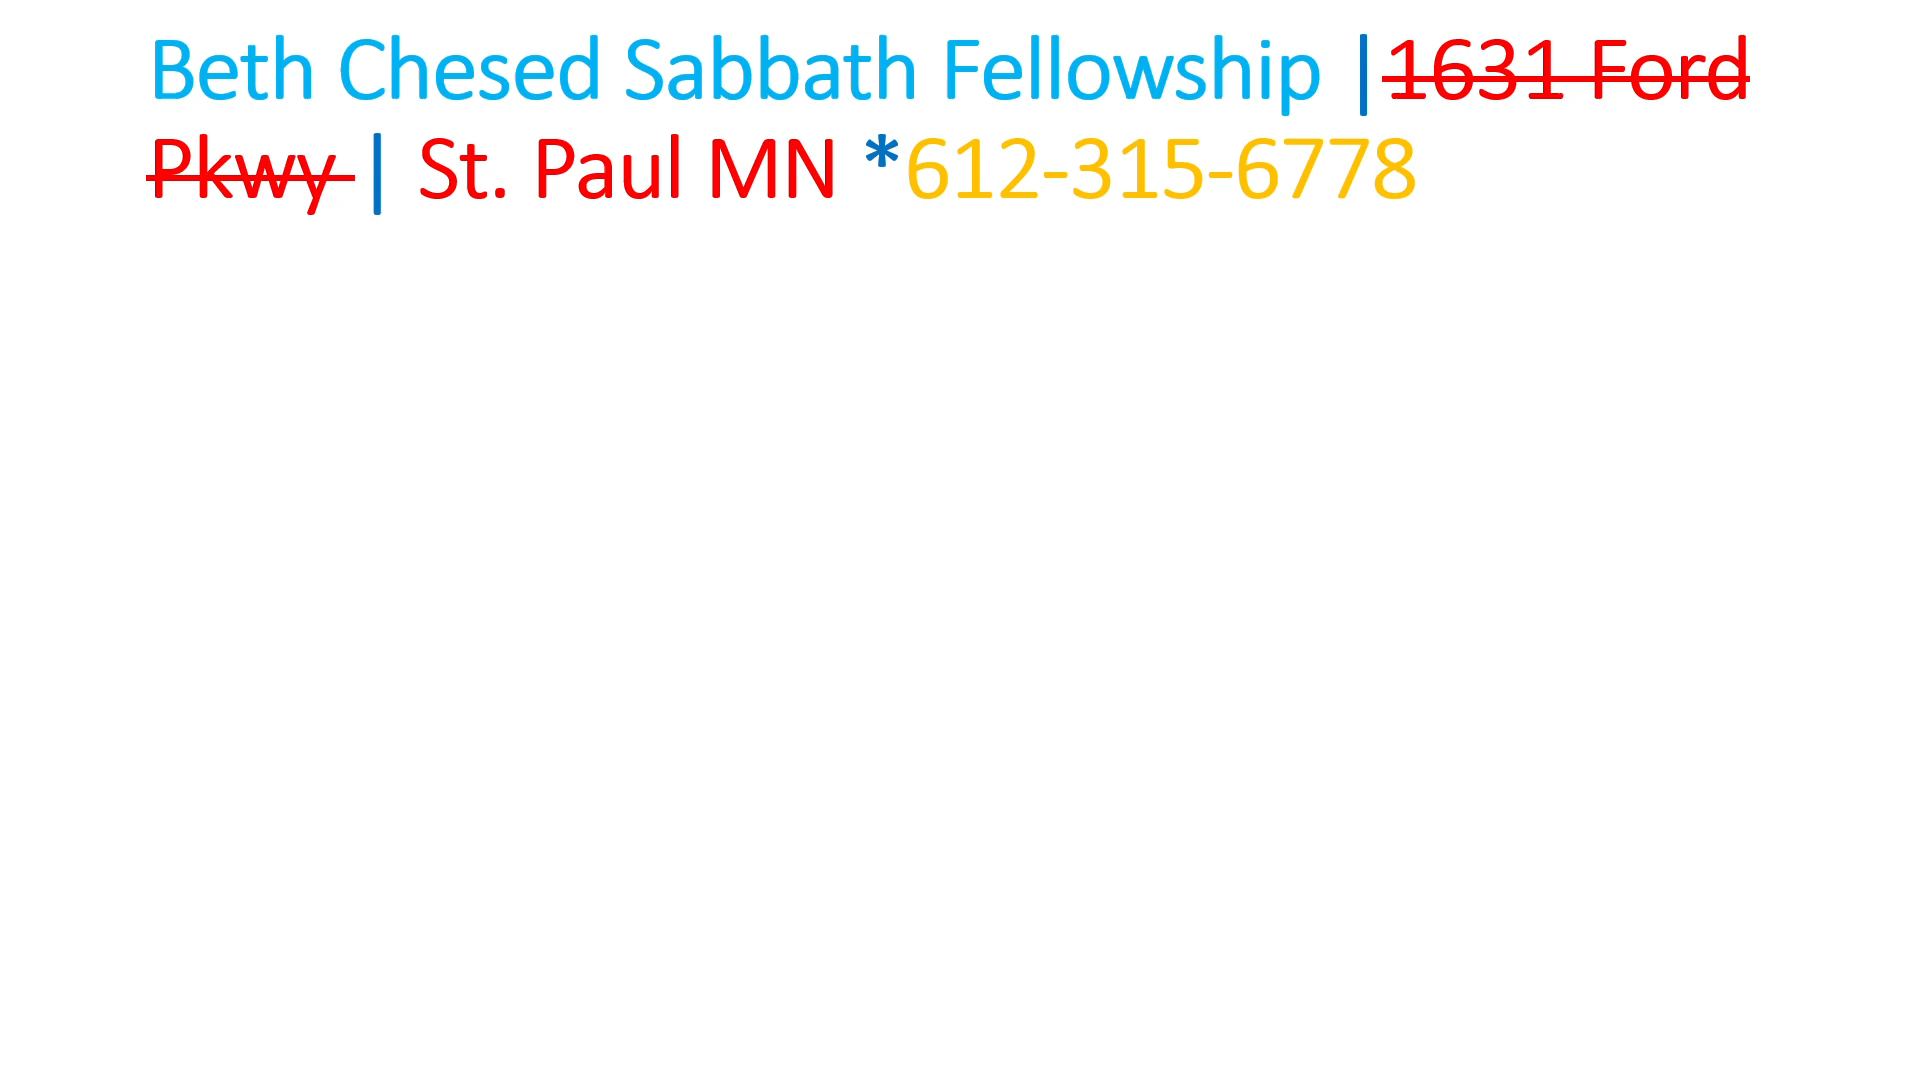 Beth Chesed Sabbath Fellowship |1631 Ford
Pkwy | St. Paul MN *612-315-6778